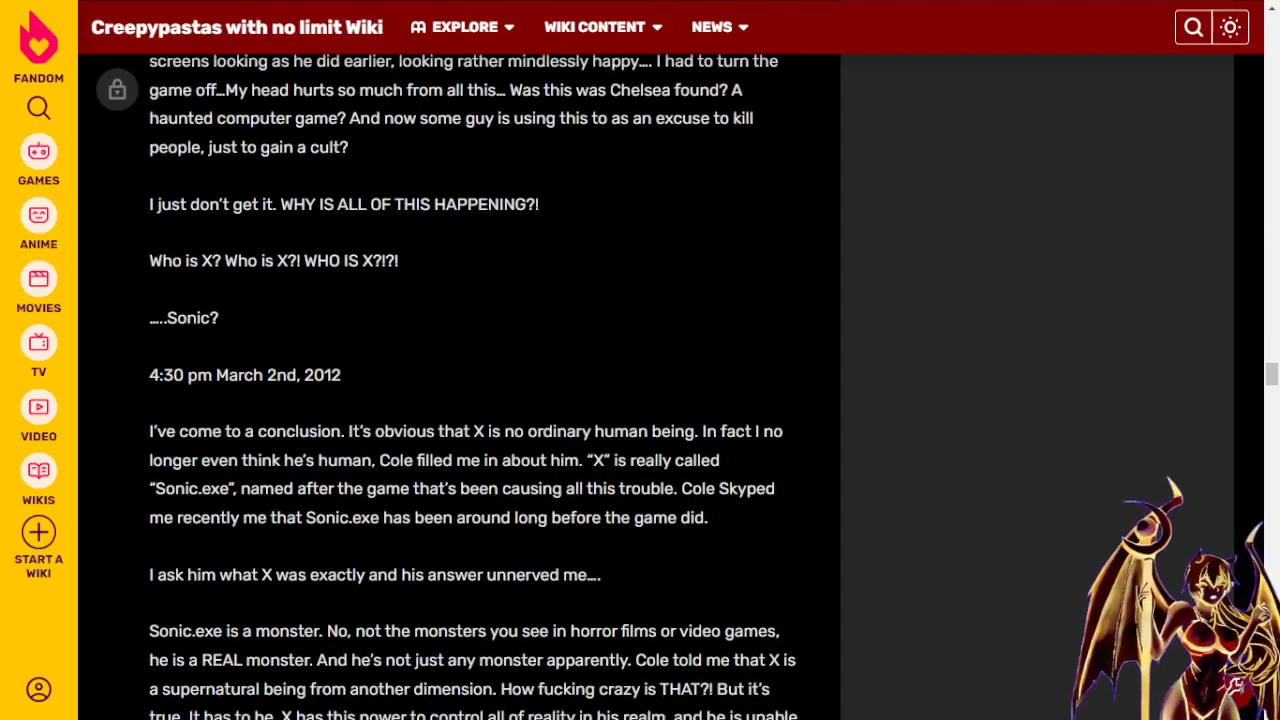 Creepypastas with no limit Wiki
EXPLORE
WIKI CONTENT
NEWS
FANDOM
GAMES
ANIME
MOVIES
TV
VIDEO
WIKIS
START A
WIKI
screens looking as he did earlier, looking rather mindlessly happy.... I had to turn the
game off...My head hurts so much from all this... Was this was Chelsea found? A
haunted computer game? And now some guy is using this to as an excuse to kill
people, just to gain a cult?
I just don't get it. WHY IS ALL OF THIS HAPPENING?!
Who is X? Who is X?! WHO IS X?!?!
.....Sonic?
4:30 pm March 2nd, 2012
I've come to a conclusion. It's obvious that X is no ordinary human being. In fact I no
longer even think he's human, Cole filled me in about him. “X” is really called
“Sonic.exe”, named after the game that's been causing all this trouble. Cole Skyped
me recently me that Sonic.exe has been around long before the game did.
I ask him what X was exactly and his answer unnerved me....
Sonic.exe is a monster. No, not the monsters you see in horror films or video games,
he is a REAL monster. And he's not just any monster apparently. Cole told me that X is
a supernatural being from another dimension. How fucking crazy is THAT?! But it's
true. It has to be. X has this power to control all of reality in his realm, and he is unable